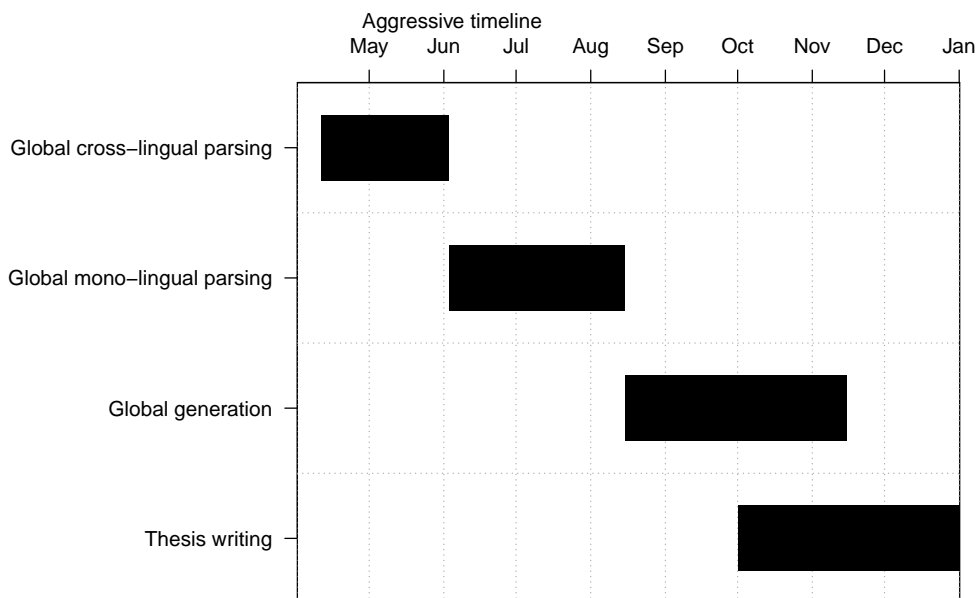 Aggressive timeline
May Jun Jul Aug Sep Oct Nov Dec Jan
Global cross−lingual parsing
Global mono−lingual parsing
Global generation
Thesis writing